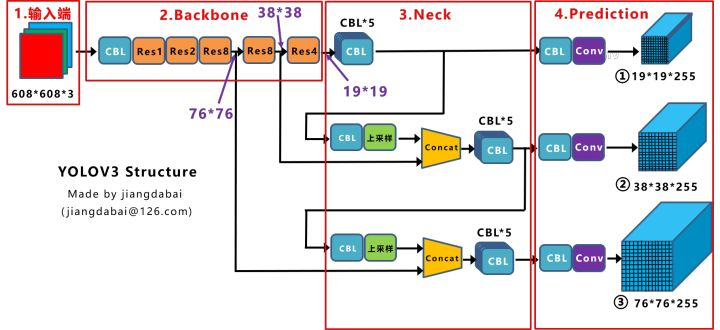 1.输入端
2.Backbone
38*38
3.Neck
4.Prediction
CBL*5
CBL
Res1
Res2
Res8
Res8
Res4
CBL
CBL
Conv
608*608*3
76*76
19*19
①19*19*255
CBL*5
CBL
上采样
Concat
CBL
CBL
Conv
②38*38*255
YOLOV3 Structure
Made by jiangdabai
(jiangdabai@126.com)
CBL*5
CBL
上采样
Concat
CBL
CBL
Conv
③76*76*255